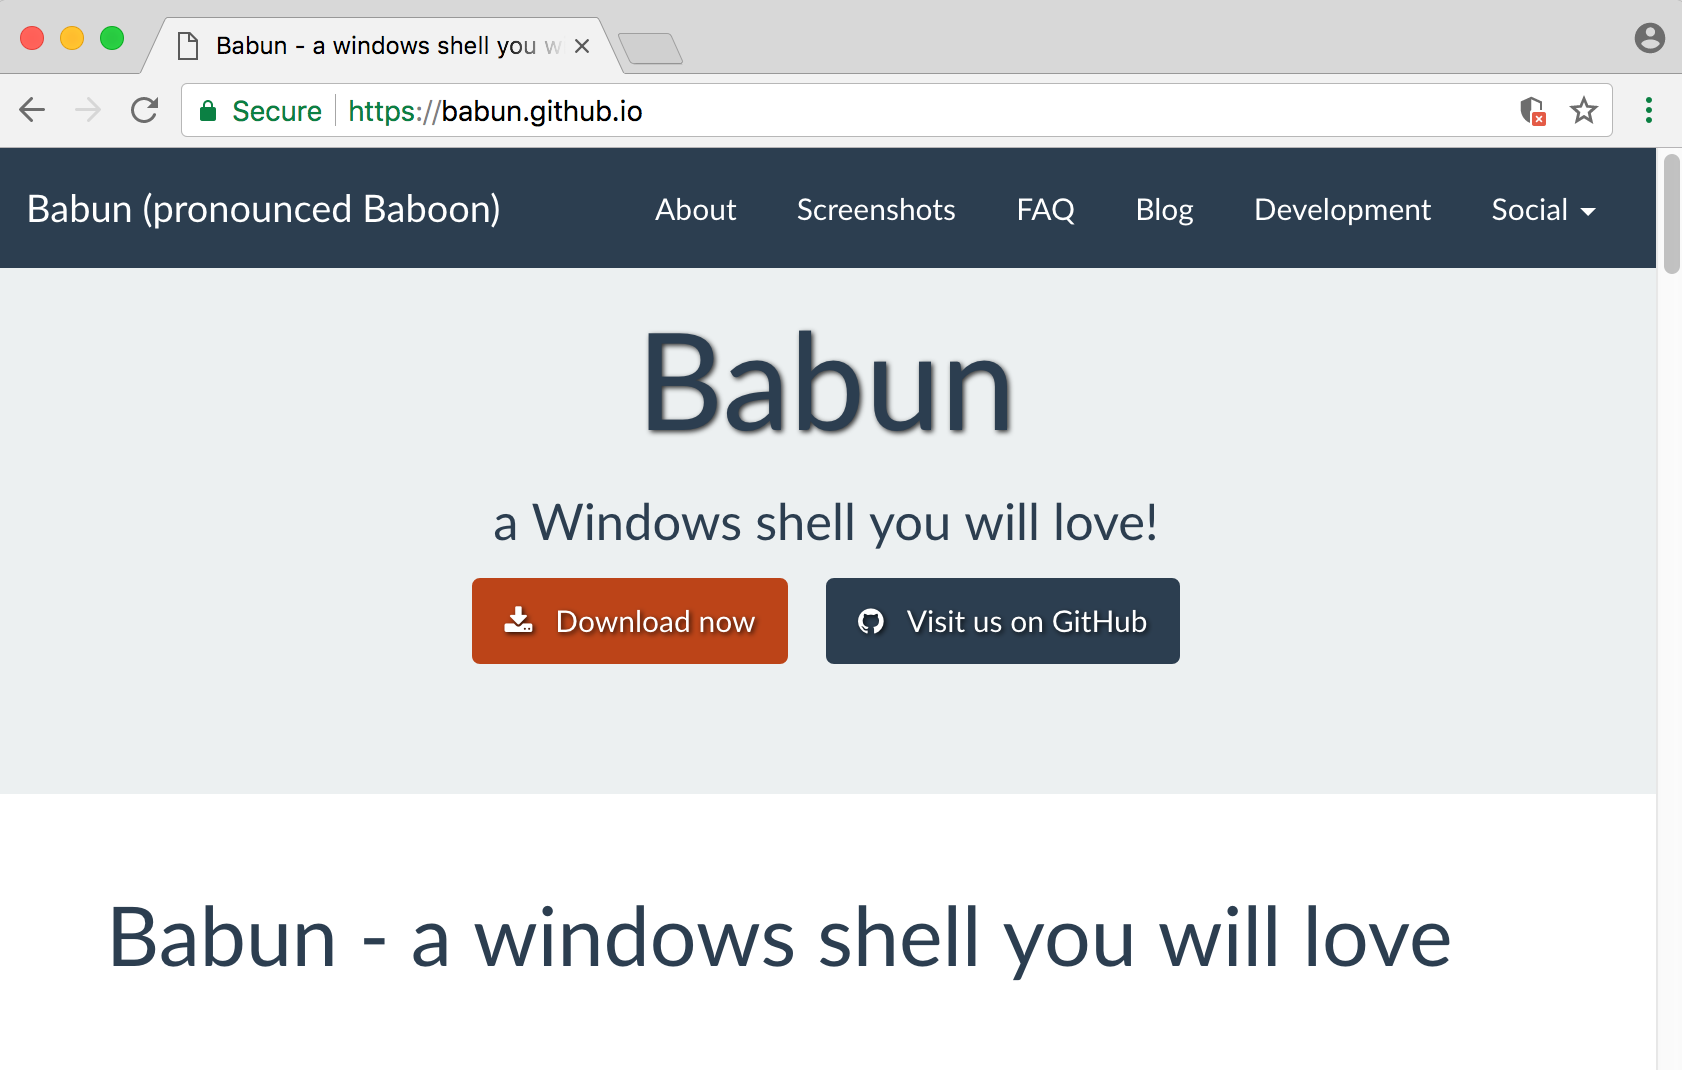 Babun - a windows shell you w
Secure https://babun.github.io
Babun (pronounced Baboon) About Screenshots FAQ Blog Development Social
Babun
a Windows shell you will love!
Download now Visit us on GitHub
Babun - a windows shell you will love